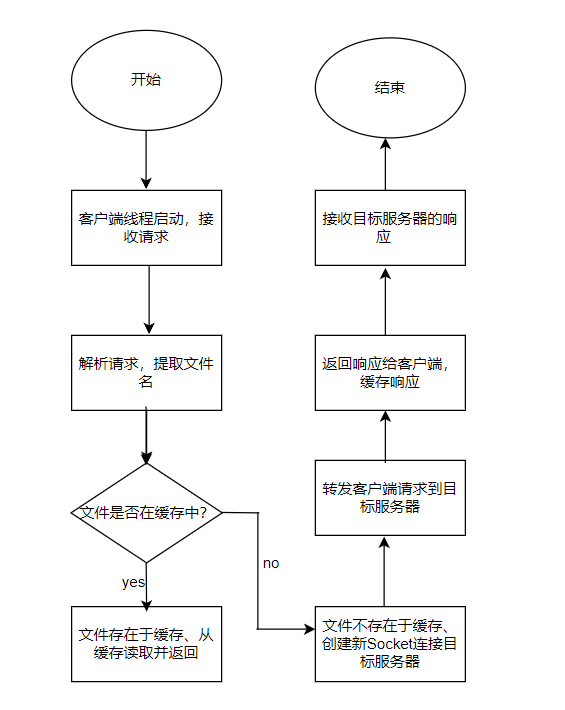 开始
客户端线程启动，接
收请求
解析请求，提取文件
名
文件是否在缓存中?
yes
文件存在于缓存、从
缓存读取并返回
no
文件不存在于缓存、
创建新Socket连接目
标服务器
转发客户端请求到目
标服务器
返回响应给客户端，
缓存响应
接收目标服务器的响
应
结束